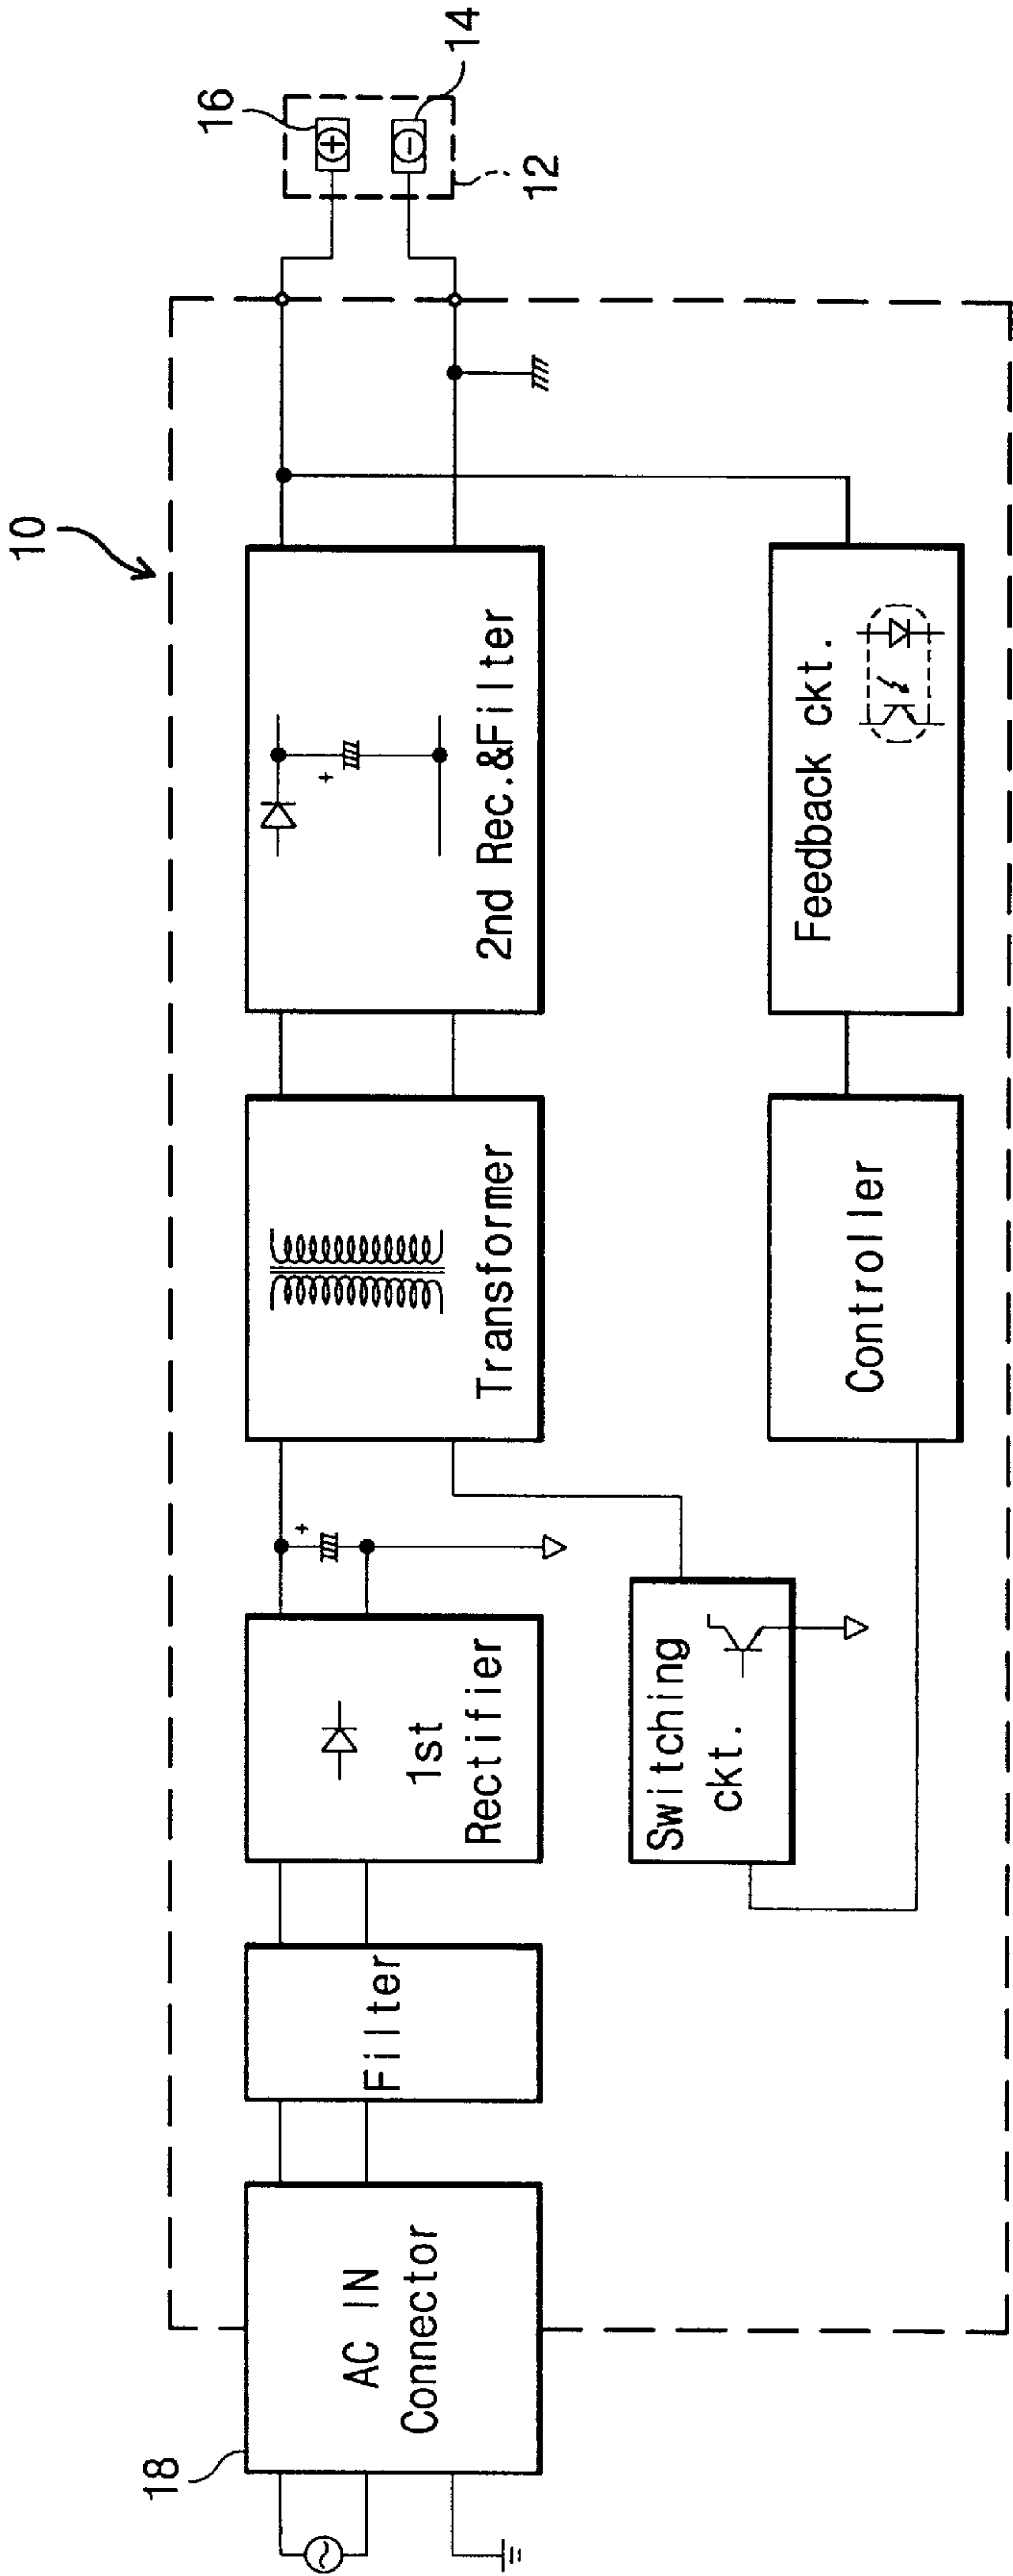 10
18
AC IN
Connector
Filter
1st
Rectifier
+
Transformer
+
2nd Rec.&Filter
16
+
-
14
12
Switching
ckt.
Controller
Feedback ckt.